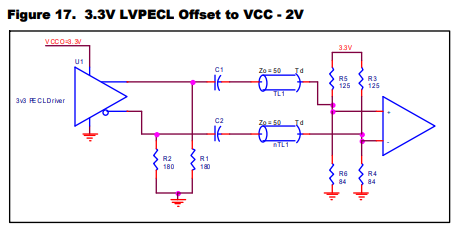 Figure 17. 3.3V LVPECL Offset to VCC - 2V
VCCO=3.3V
U1
3v3 PECL Driver
C1
Zo = 50 Td
TL1
C2
Zo = 50 Td
nTL1
R2
180
R1
180
3.3V
R5
125
R3
125
+
-
R6
84
R4
84